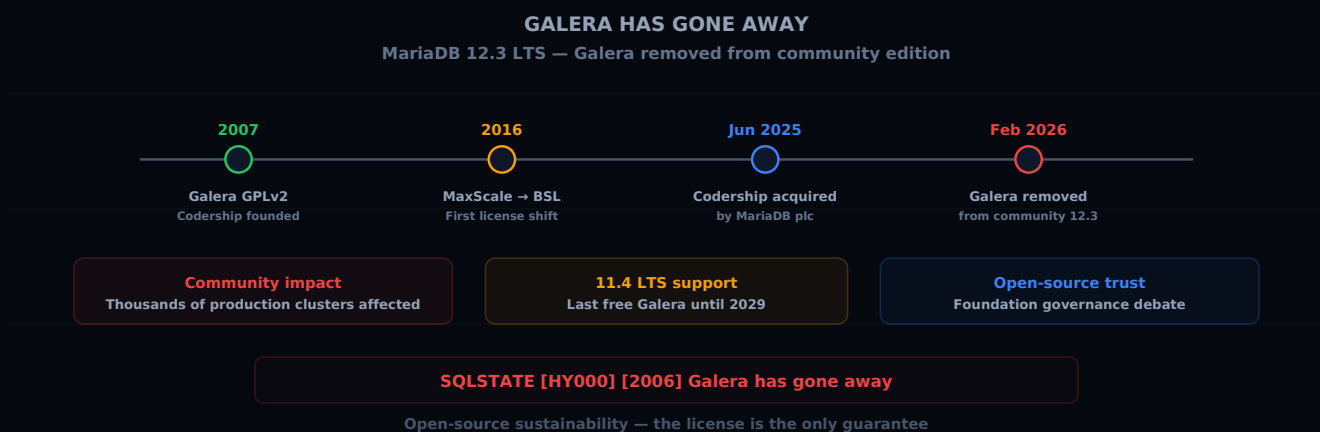 GALERA HAS GONE AWAY
MariaDB 12.3 LTS — Galera removed from community edition
2007
2016
Jun 2025
Feb 2026
Galera GPLv2
Codership founded
MaxScale → BSL
First license shift
Codership acquired
by MariaDB plc
Galera removed
from community 12.3
Community impact
Thousands of production clusters affected
11.4 LTS support
Last free Galera until 2029
Open-source trust
Foundation governance debate
SQLSTATE [HY000] [2006] Galera has gone away
Open-source sustainability — the license is the only guarantee